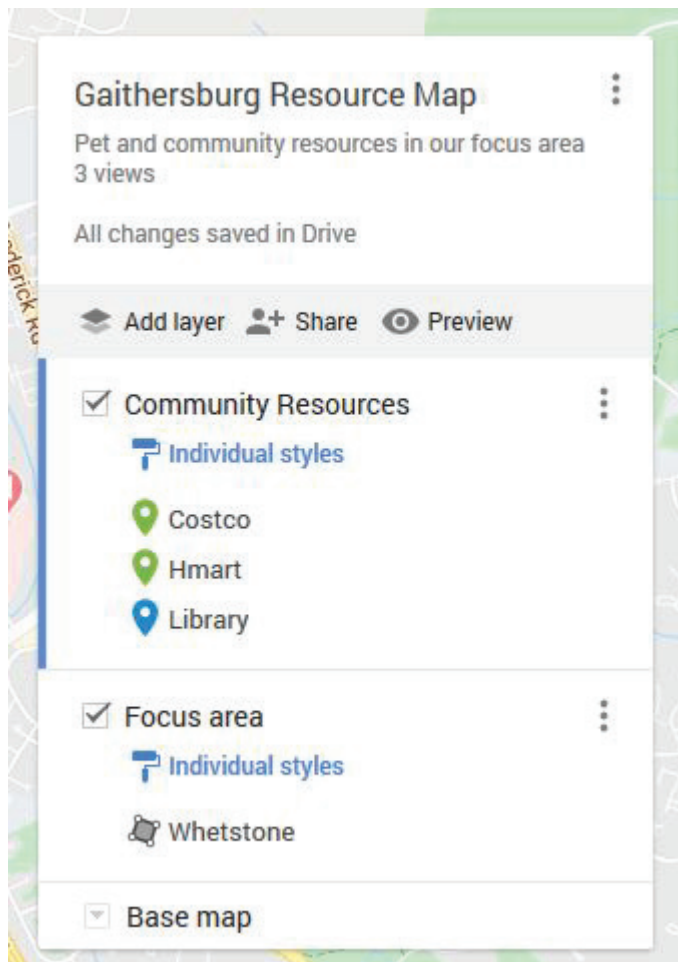 Gaithersburg Resource Map
Pet and community resources in our focus area
3 views
All changes saved in Drive
Add layer Share Preview
Community Resources
Individual styles
Costco
Hmart
Library
Focus area
Individual styles
Whetstone
Base map